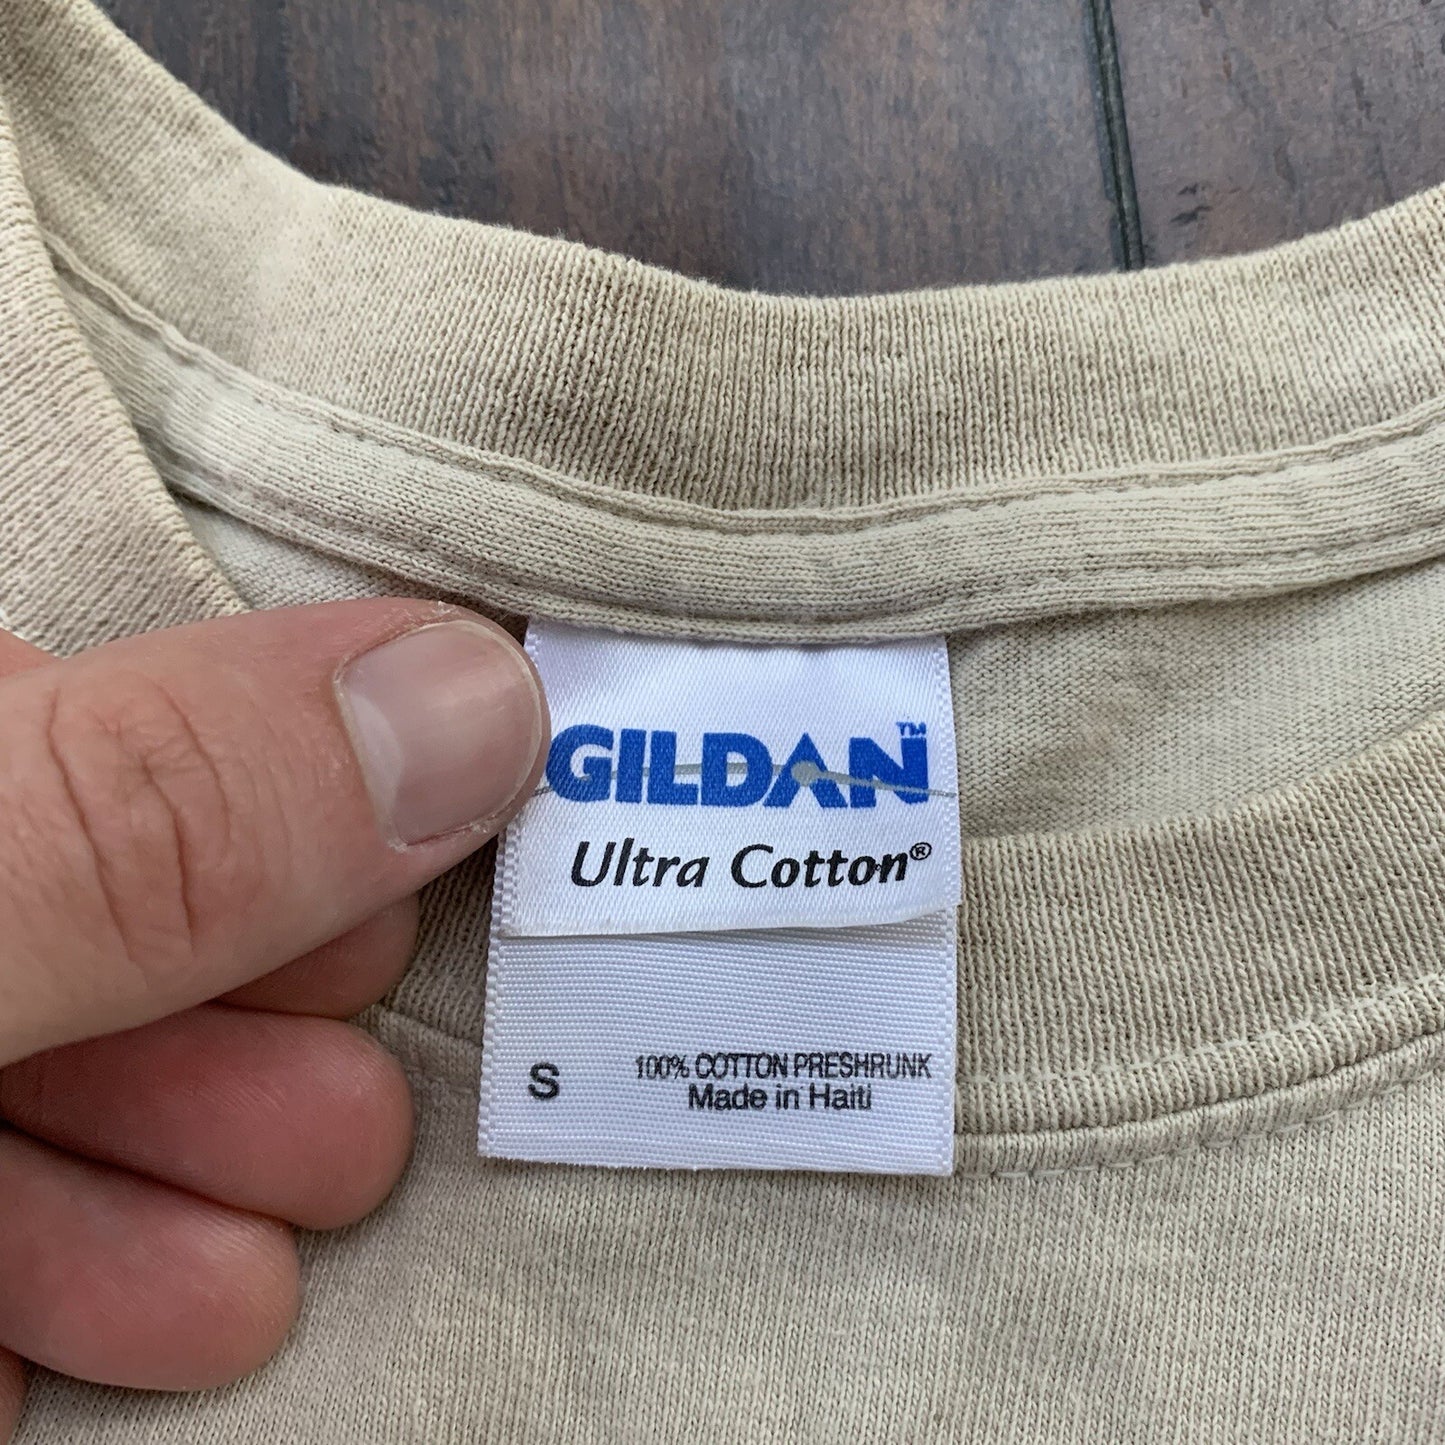 GILDAN™
Ultra Cotton®
S 100% COTTON PRESHRUNK
Made in Haiti